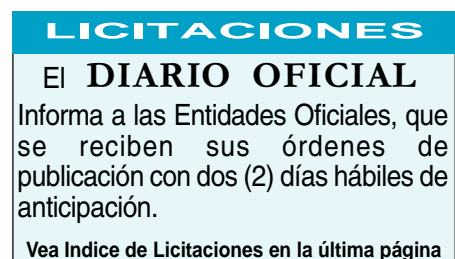 LICITACIONES
El DIARIO OFICIAL
Informa a las Entidades Oficiales, que
se reciben sus órdenes de
publicación con dos (2) días hábiles de
anticipación.
Vea Indice de Licitaciones en la última página